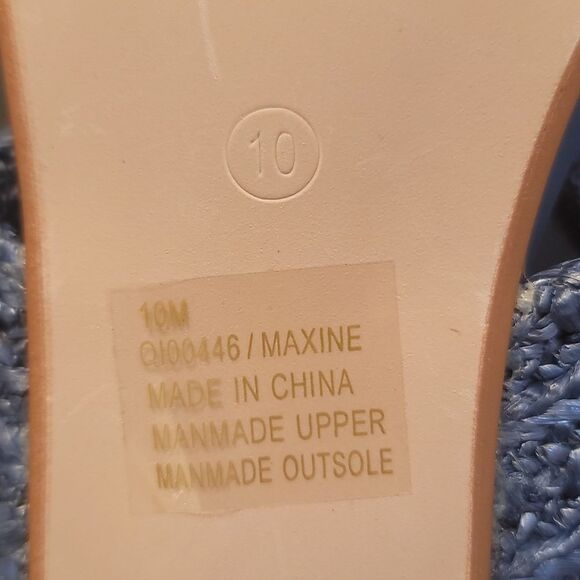 10
10M
QI00446 / MAXINE
MADE IN CHINA
MANMADE UPPER
MANMADE OUTSOLE